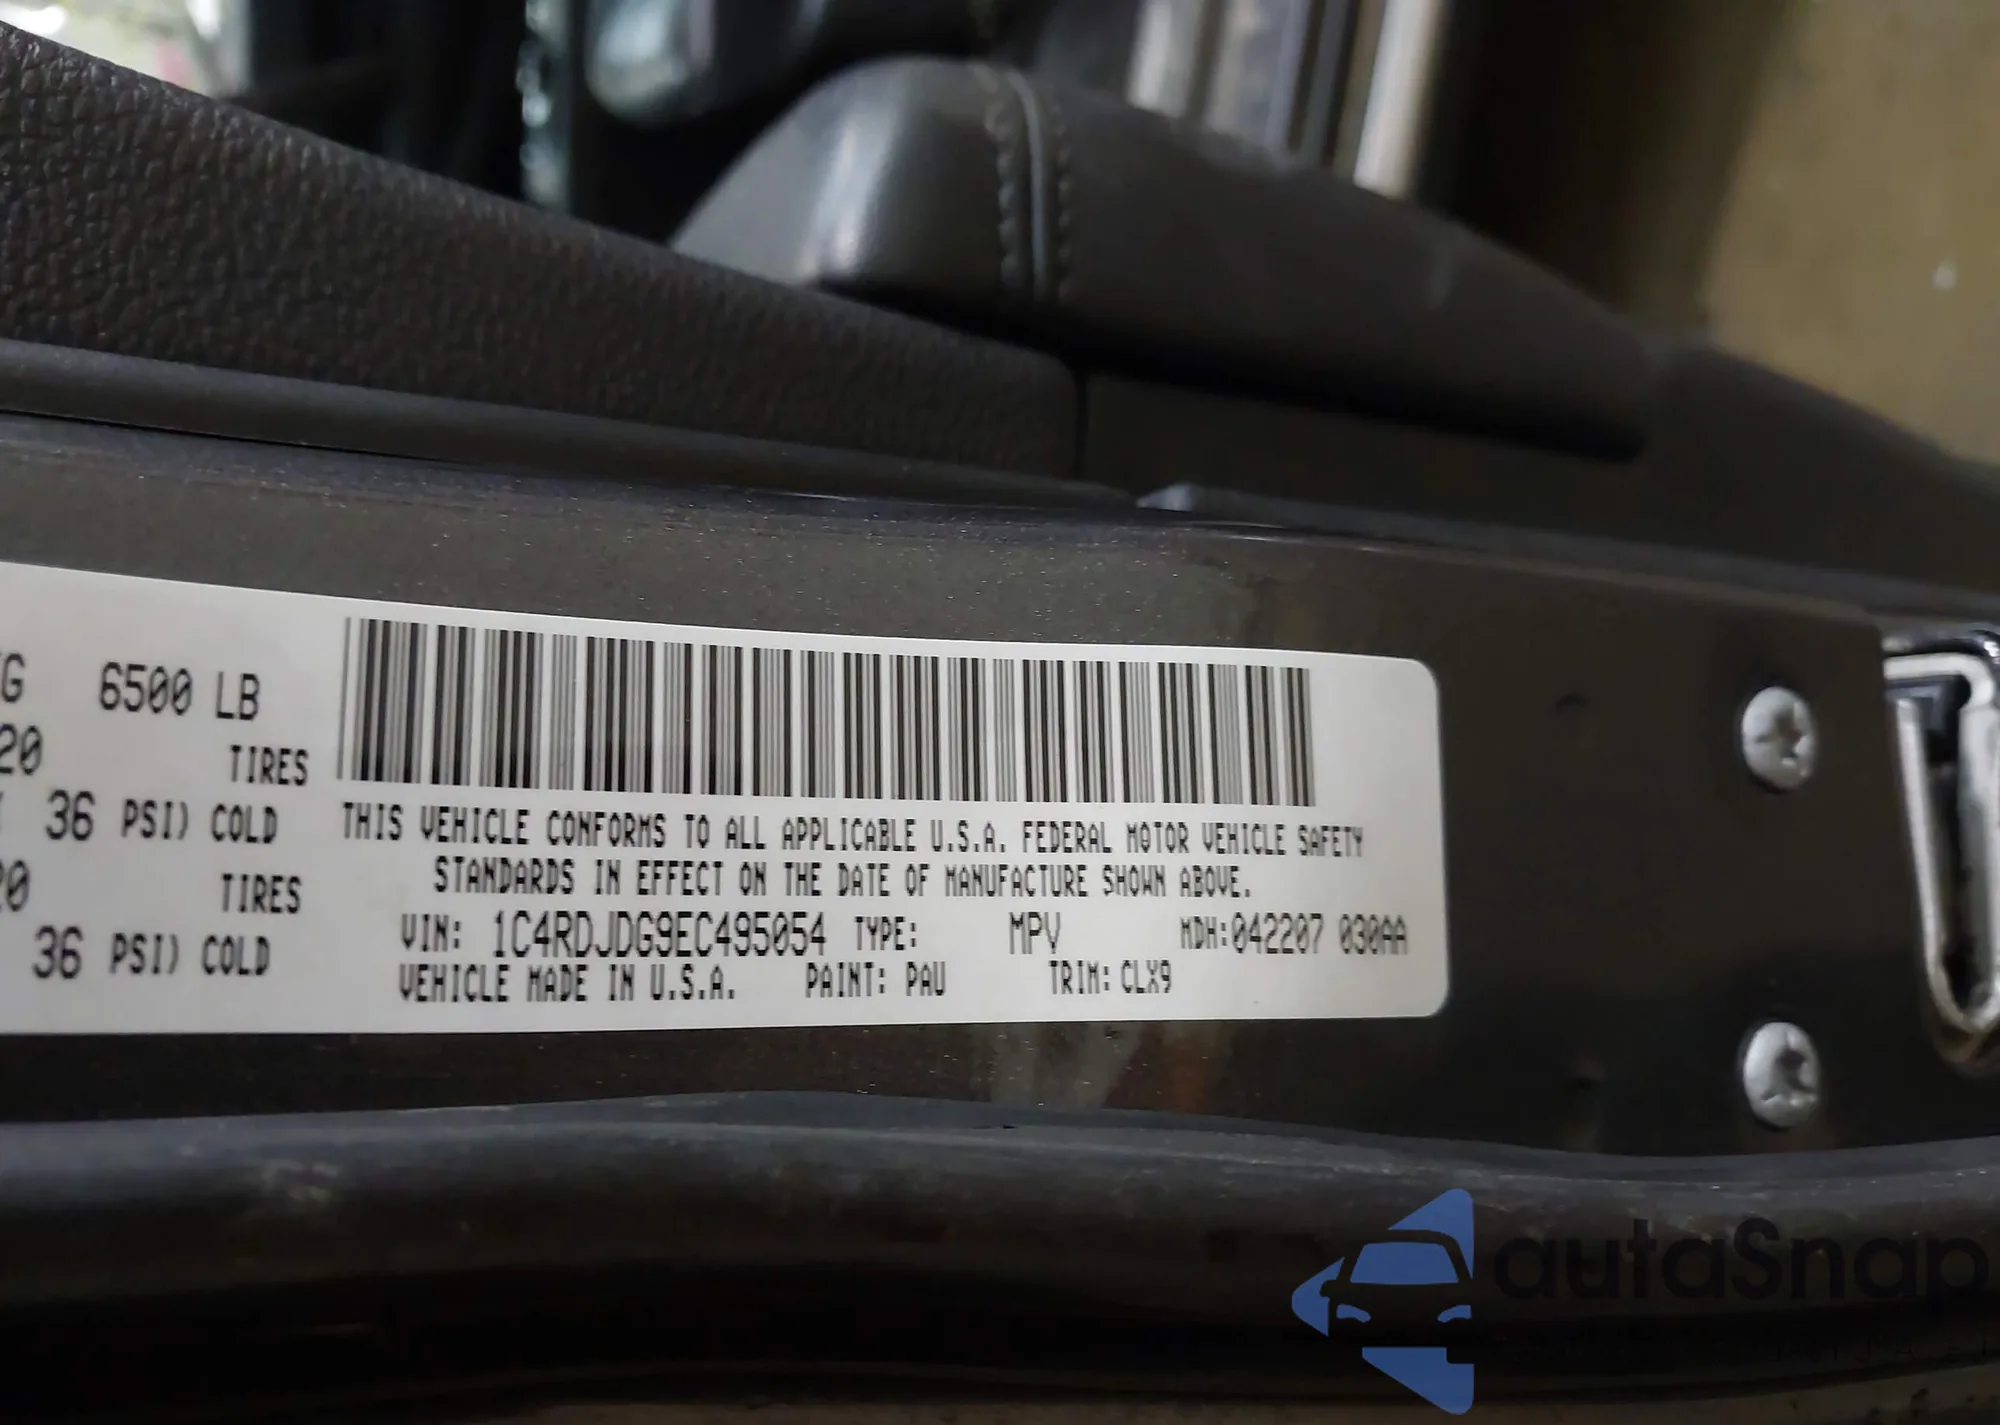 6500 LB
20 TIRES
36 PSI) COLD
TIRES
36 PSI) COLD
THIS VEHICLE CONFORMS TO ALL APPLICABLE U.S.A. FEDERAL MOTOR VEHICLE SAFETY
STANDARDS IN EFFECT ON THE DATE OF MANUFACTURE SHOWN ABOVE.
VIN: 1C4RDJDG9EC495054 TYPE: MPV MDH:042207 030AA
VEHICLE MADE IN U.S.A. PAINT: PAU TRIM: CLX9
autaSnap